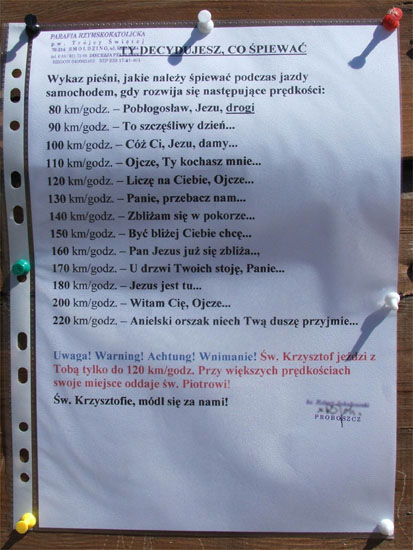 PARAFIA RZYMSKOKATOLICKA
p.w. Trójcy Świętej
TY DECYDUJESZ, CO ŚPIEWAĆ
Wykaz pieśni, jakie należy śpiewać podczas jazdy
samochodem, gdy rozwija się następujące prędkości:
80 km/godz. – Pobłogosław, Jezu, drogi
90 km/godz. – To szczęśliwy dzień...
100 km/godz. – Cóż Ci, Jezu, damy...
110 km/godz. – Ojcze, Ty kochasz mnie...
120 km/godz. – Liczę na Ciebie, Ojcze...
130 km/godz. – Panie, przebacz nam...
140 km/godz. – Zbliżam się w pokorze...
150 km/godz. – Być bliżej Ciebie chcę...
160 km/godz. – Pan Jezus już się zbliża..,
170 km/godz. – U drzwi Twoich stoję, Panie...
180 km/godz. – Jezus jest tu...
200 km/godz. – Witam Cię, Ojcze...
220 km/godz. – Anielski orszak niech Twą duszę przyjmie...
Uwaga! Warning! Achtung! Wnimanie! Św. Krzysztof jeździ z
Tobą tylko do 120 km/godz. Przy większych prędkościach
swoje miejsce oddaje św. Piotrowi!
Św. Krzysztofie, módl się za nami!
PROBOSZCZ